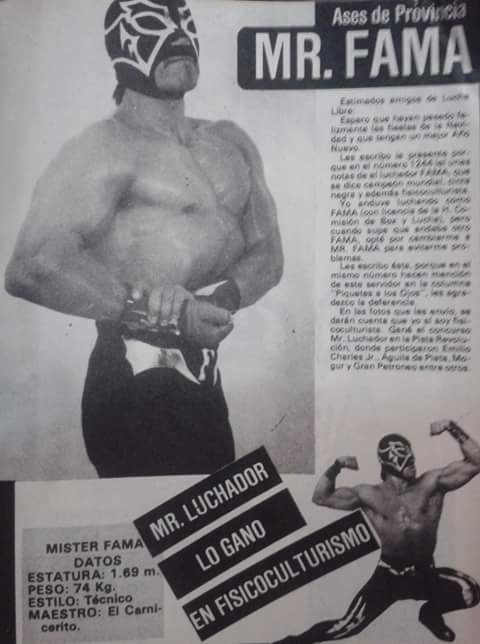 Ases de Provincia
MR. FAMA
Estimados amigos de Lucha
Libre:
Espero que hayan pasado fe-
lizmente las fiestas de la Navi-
dad y que tengan un mejor Año
Nuevo.
Les escribo la presente por-
que en el número 1244 leí unas
notas de el luchador FAMA, que
se dice campeón mundial, cinta
negra y además fisicoculturista.
Yo anduve luchando como
FAMA (con licencia de la H. Co-
misión de Box y Lucha), pero
cuando supe que andaba otro
FAMA, opté por cambiarme a
MR. FAMA para evitarme pro-
blemas.
Les escribo ésta, porque en el
mismo número hacen mención
de este servidor en la columna
"Piquetes a los Ojos", les agra-
dezco la deferencia.
En las fotos que les envío, se
darán cuenta que yo sí soy fisi-
coculturista. Gané el concurso
Mr. Luchador en la Pista Revolu-
ción, donde participaron Emilio
Charles Jr., Águila de Plata, Mo-
gur y Gran Petroneo entre otros.
MR. LUCHADOR
LO GANO
EN FISICOCULTURISMO
MISTER FAMA
DATOS
ESTATURA: 1.69 m.
PESO: 74 Kg.
ESTILO: Técnico
MAESTRO: El Carni-
cerito.